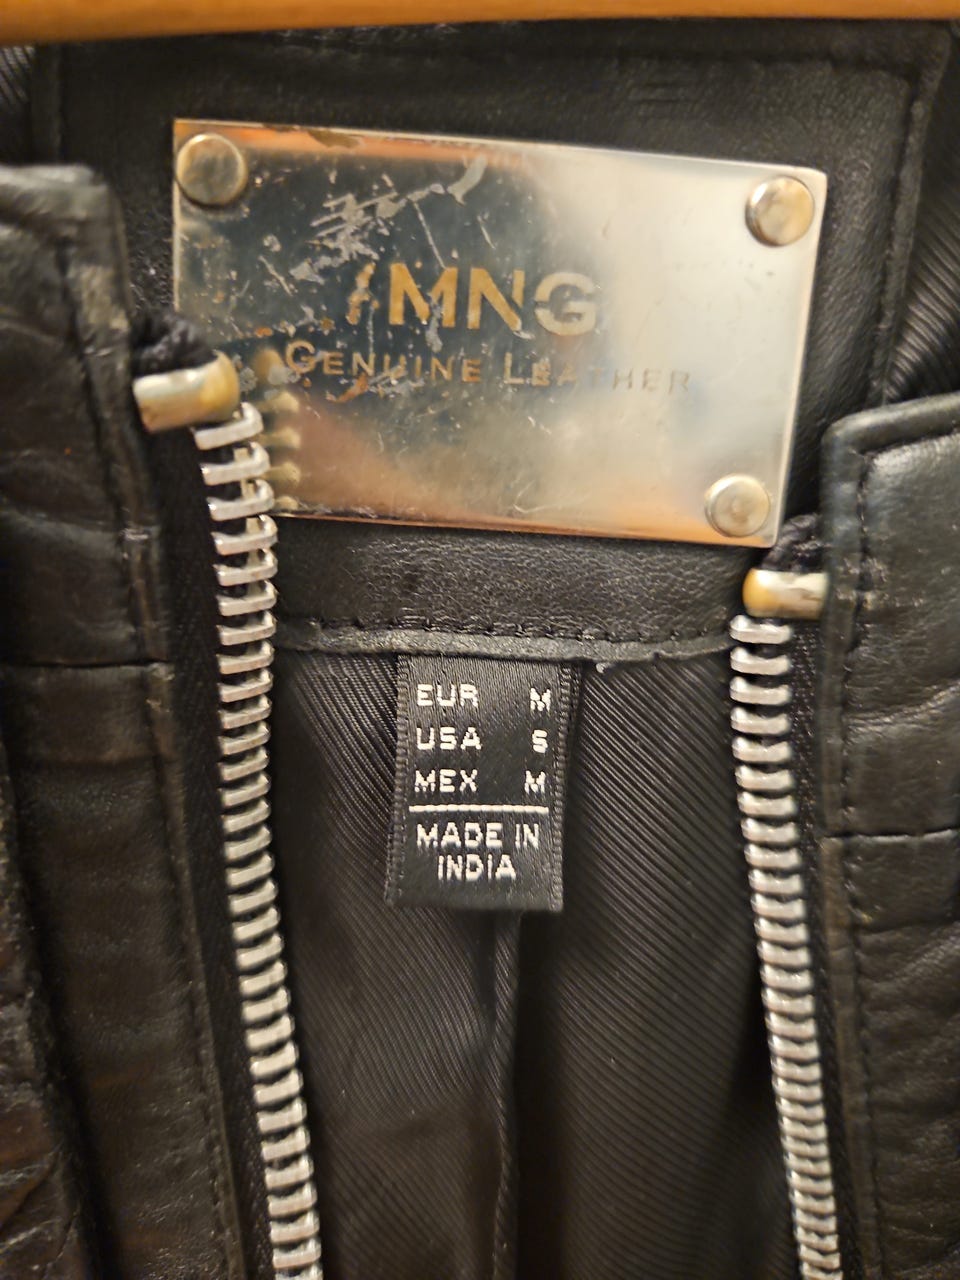 MNG
GENUINE LEATHER
EUR M
USA S
MEX M
MADE IN
INDIA